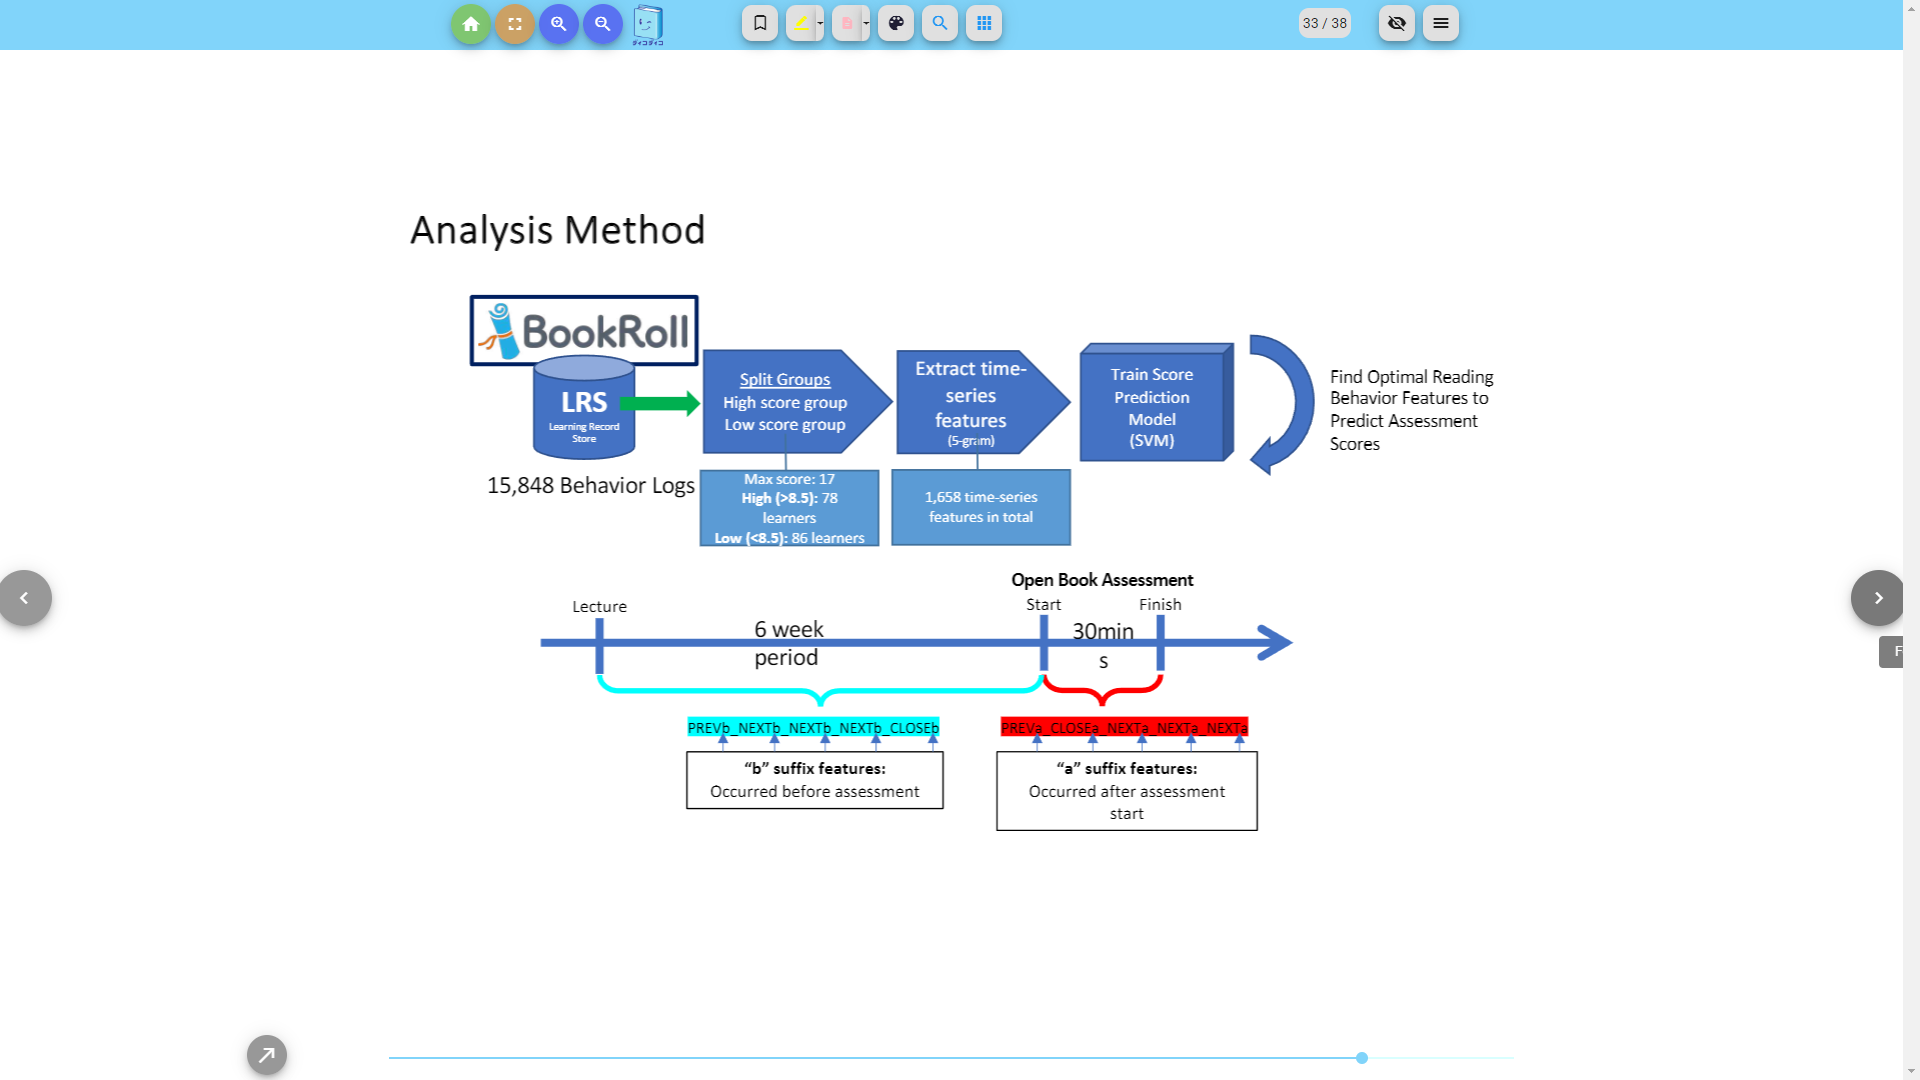 33 / 38
Analysis Method
BookRoll
LRS
Learning Record
Store
15,848 Behavior Logs
Split Groups
High score group
Low score group
Max score: 17
High (>8.5): 78
learners
Low (<8.5): 86 learners
Extract time-
series
features
(5-gram)
1,658 time-series
features in total
Train Score
Prediction
Model
(SVM)
Find Optimal Reading
Behavior Features to
Predict Assessment
Scores
Open Book Assessment
Lecture
Start
Finish
6 week
period
30min
s
PREVb_NEXTb_NEXTb_NEXTb_CLOSEb
PREVa_CLOSEa_NEXTa_NEXTa_NEXTa
“b” suffix features:
Occurred before assessment
“a” suffix features:
Occurred after assessment
start